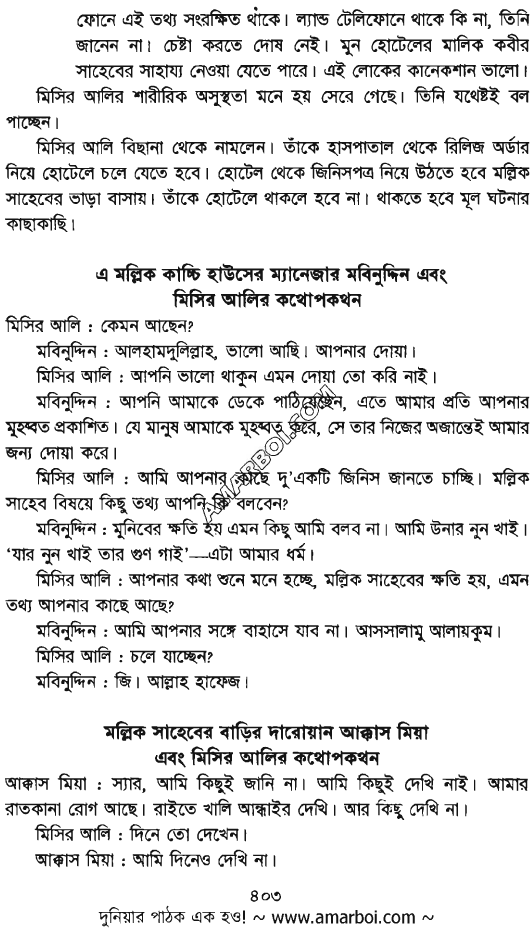 ফোনে এই তথ্য সংরক্ষিত থাকে। ল্যান্ড টেলিফোনে থাকে কি না, তিনি
জানেন না। চেষ্টা করতে দোষ নেই। মুন হোটেলের মালিক কবীর
সাহেবের সাহায্য নেওয়া যেতে পারে। এই লোকের কানেকশান ভালো।
মিসির আলির শারীরিক অসুস্থতা মনে হয় সেরে গেছে। তিনি যথেষ্টই বল
পাচ্ছেন।
মিসির আলি বিছানা থেকে নামলেন। তাঁকে হাসপাতাল থেকে রিলিজ অর্ডার
নিয়ে হোটেলে চলে যেতে হবে। হোটেল থেকে জিনিসপত্র নিয়ে উঠতে হবে মল্লিক
সাহেবের ভাড়া বাসায়। তাঁকে হোটেলে থাকলে হবে না। থাকতে হবে মূল ঘটনার
কাছাকাছি।
এ মল্লিক কাচ্চি হাউসের ম্যানেজার মবিনুদ্দিন এবং
মিসির আলির কথোপকথন
মিসির আলি : কেমন আছেন?
মবিনুদ্দিন : আলহামদুলিল্লাহ, ভালো আছি। আপনার দোয়া।
মিসির আলি : আপনি ভালো থাকুন এমন দোয়া তো করি নাই।
মবিনুদ্দিন : আপনি আমাকে ডেকে পাঠিয়েছেন, এতে আমার প্রতি আপনার
মুহব্বত প্রকাশিত। যে মানুষ আমাকে মুহব্বত করে, সে তার নিজের অজান্তেই আমার
জন্য দোয়া করে।
মিসির আলি : আমি আপনার কাছে দু'একটি জিনিস জানতে চাচ্ছি। মল্লিক
সাহেব বিষয়ে কিছু তথ্য আপনি কি বলবেন?
মবিনুদ্দিন : মুনিবের ক্ষতি হয় এমন কিছু আমি বলব না। আমি উনার নুন খাই।
'যার নুন খাই তার গুণ গাই'—এটা আমার ধর্ম।
মিসির আলি : আপনার কথা শুনে মনে হচ্ছে, মল্লিক সাহেবের ক্ষতি হয়, এমন
তথ্য আপনার কাছে আছে?
মবিনুদ্দিন : আমি আপনার সঙ্গে বাহাসে যাব না। আসসালামু আলায়কুম।
মিসির আলি : চলে যাচ্ছেন?
মবিনুদ্দিন : জি। আল্লাহ হাফেজ।
মল্লিক সাহেবের বাড়ির দারোয়ান আক্কাস মিয়া
এবং মিসির আলির কথোপকথন
আক্কাস মিয়া : স্যার, আমি কিছুই জানি না। আমি কিছুই দেখি নাই। আমার
রাতকানা রোগ আছে। রাইতে খালি আন্ধাইর দেখি। আর কিছু দেখি না।
মিসির আলি : দিনে তো দেখেন।
আক্কাস মিয়া : আমি দিনেও দেখি না।
৪০৩
দুনিয়ার পাঠক এক হও! ~ www.amarboi.com ~
AMARBOI.COM